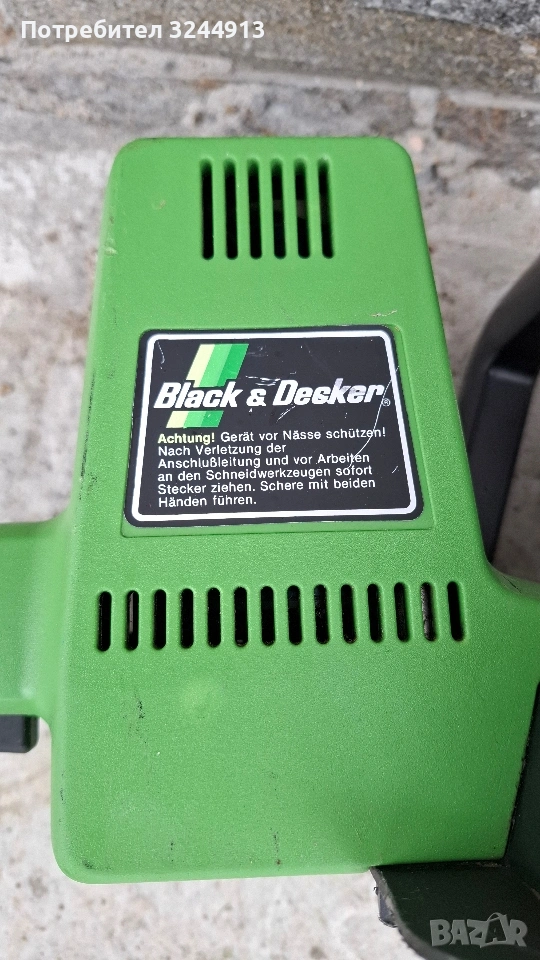 Потребител 3244913
Black & Decker®
Achtung! Gerät vor Nässe schützen!
Nach Verletzung der
Anschlußleitung und vor Arbeiten
an den Schneidwerkzeugen sofort
Stecker ziehen. Schere mit beiden
Händen führen.
BAZAR